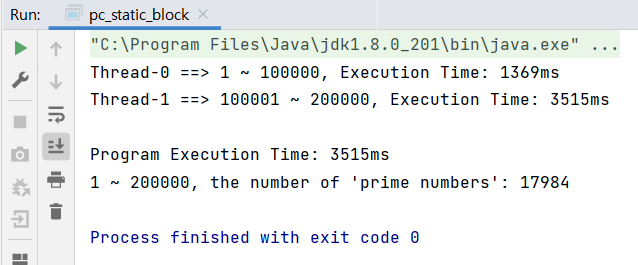 Run: pc_static_block
"C:\Program Files\Java\jdk1.8.0_201\bin\java.exe" ...
Thread-0 ==> 1 ~ 100000, Execution Time: 1369ms
Thread-1 ==> 100001 ~ 200000, Execution Time: 3515ms
Program Execution Time: 3515ms
1 ~ 200000, the number of 'prime numbers': 17984
Process finished with exit code 0